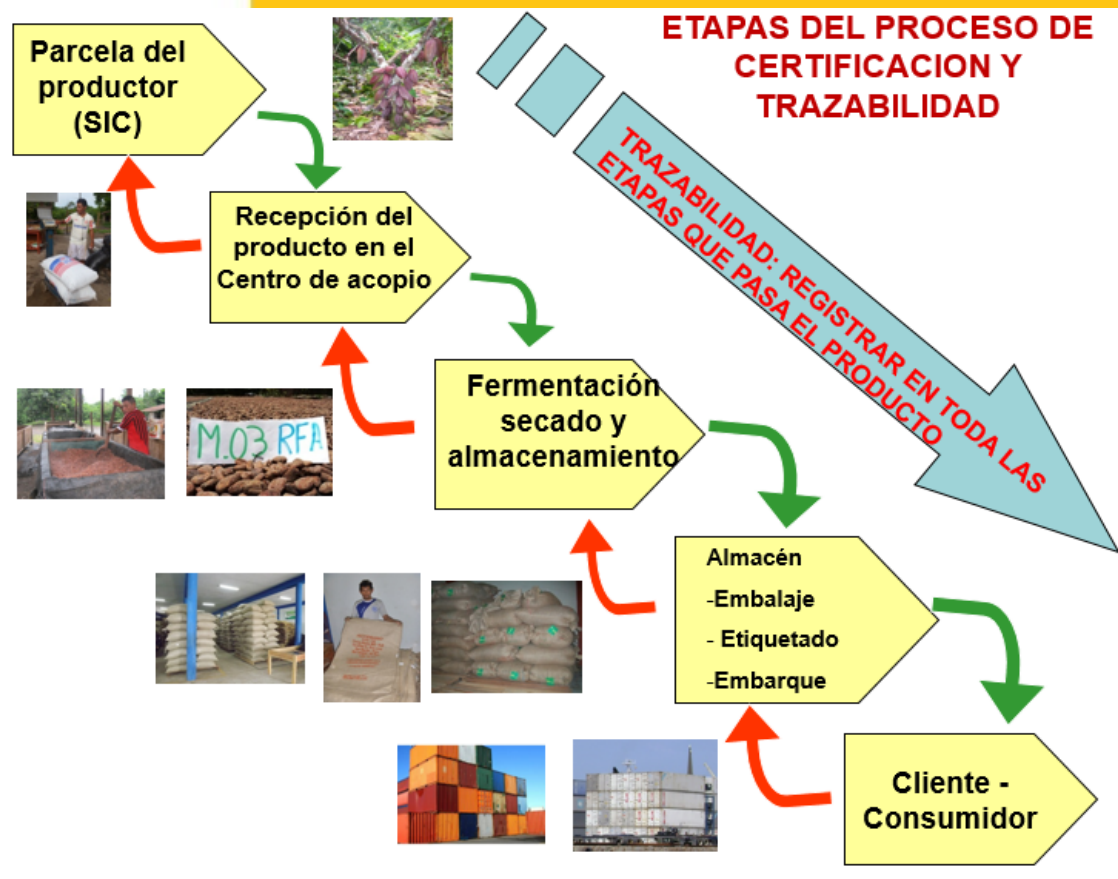 ETAPAS DEL PROCESO DE
CERTIFICACION Y
TRAZABILIDAD
Parcela del
productor
(SIC)
TRAZABILIDAD: REGISTRAR EN TODA LAS
ETAPAS QUE PASA EL PRODUCTO
Recepción del
producto en el
Centro de acopio
Fermentación
secado y
almacenamiento
M.03 RFA
Almacén
-Embalaje
- Etiquetado
-Embarque
Cliente -
Consumidor